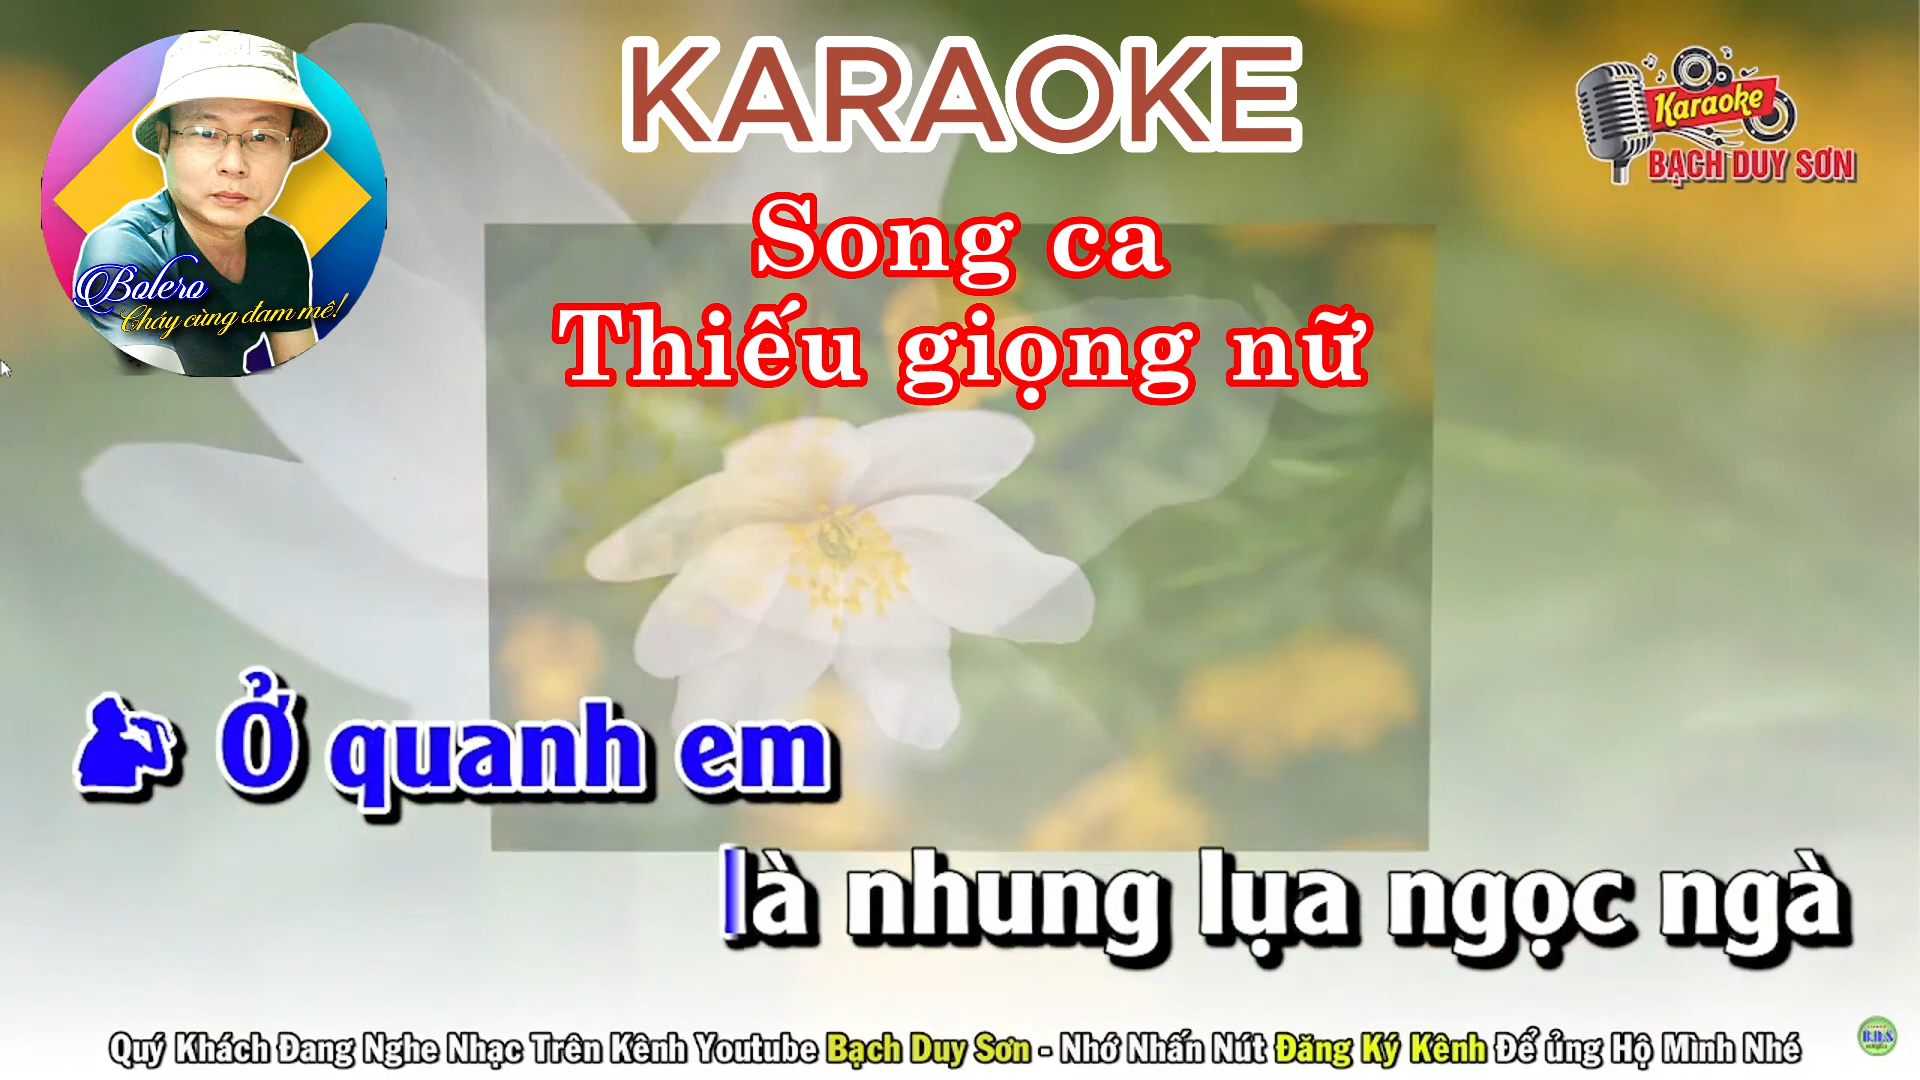 KARAOKE
Karaoke
BẠCH DUY SƠN
Song ca
Thiếu giọng nữ
Bolero
Cháy cùng đam mê!
Ở quanh em
là nhung lụa ngọc ngà
Quý Khách Đang Nghe Nhạc Trên Kênh Youtube Bạch Duy Sơn - Nhớ Nhấn Nút Đăng Ký Kênh Để ủng Hộ Mình Nhé
B.D.S